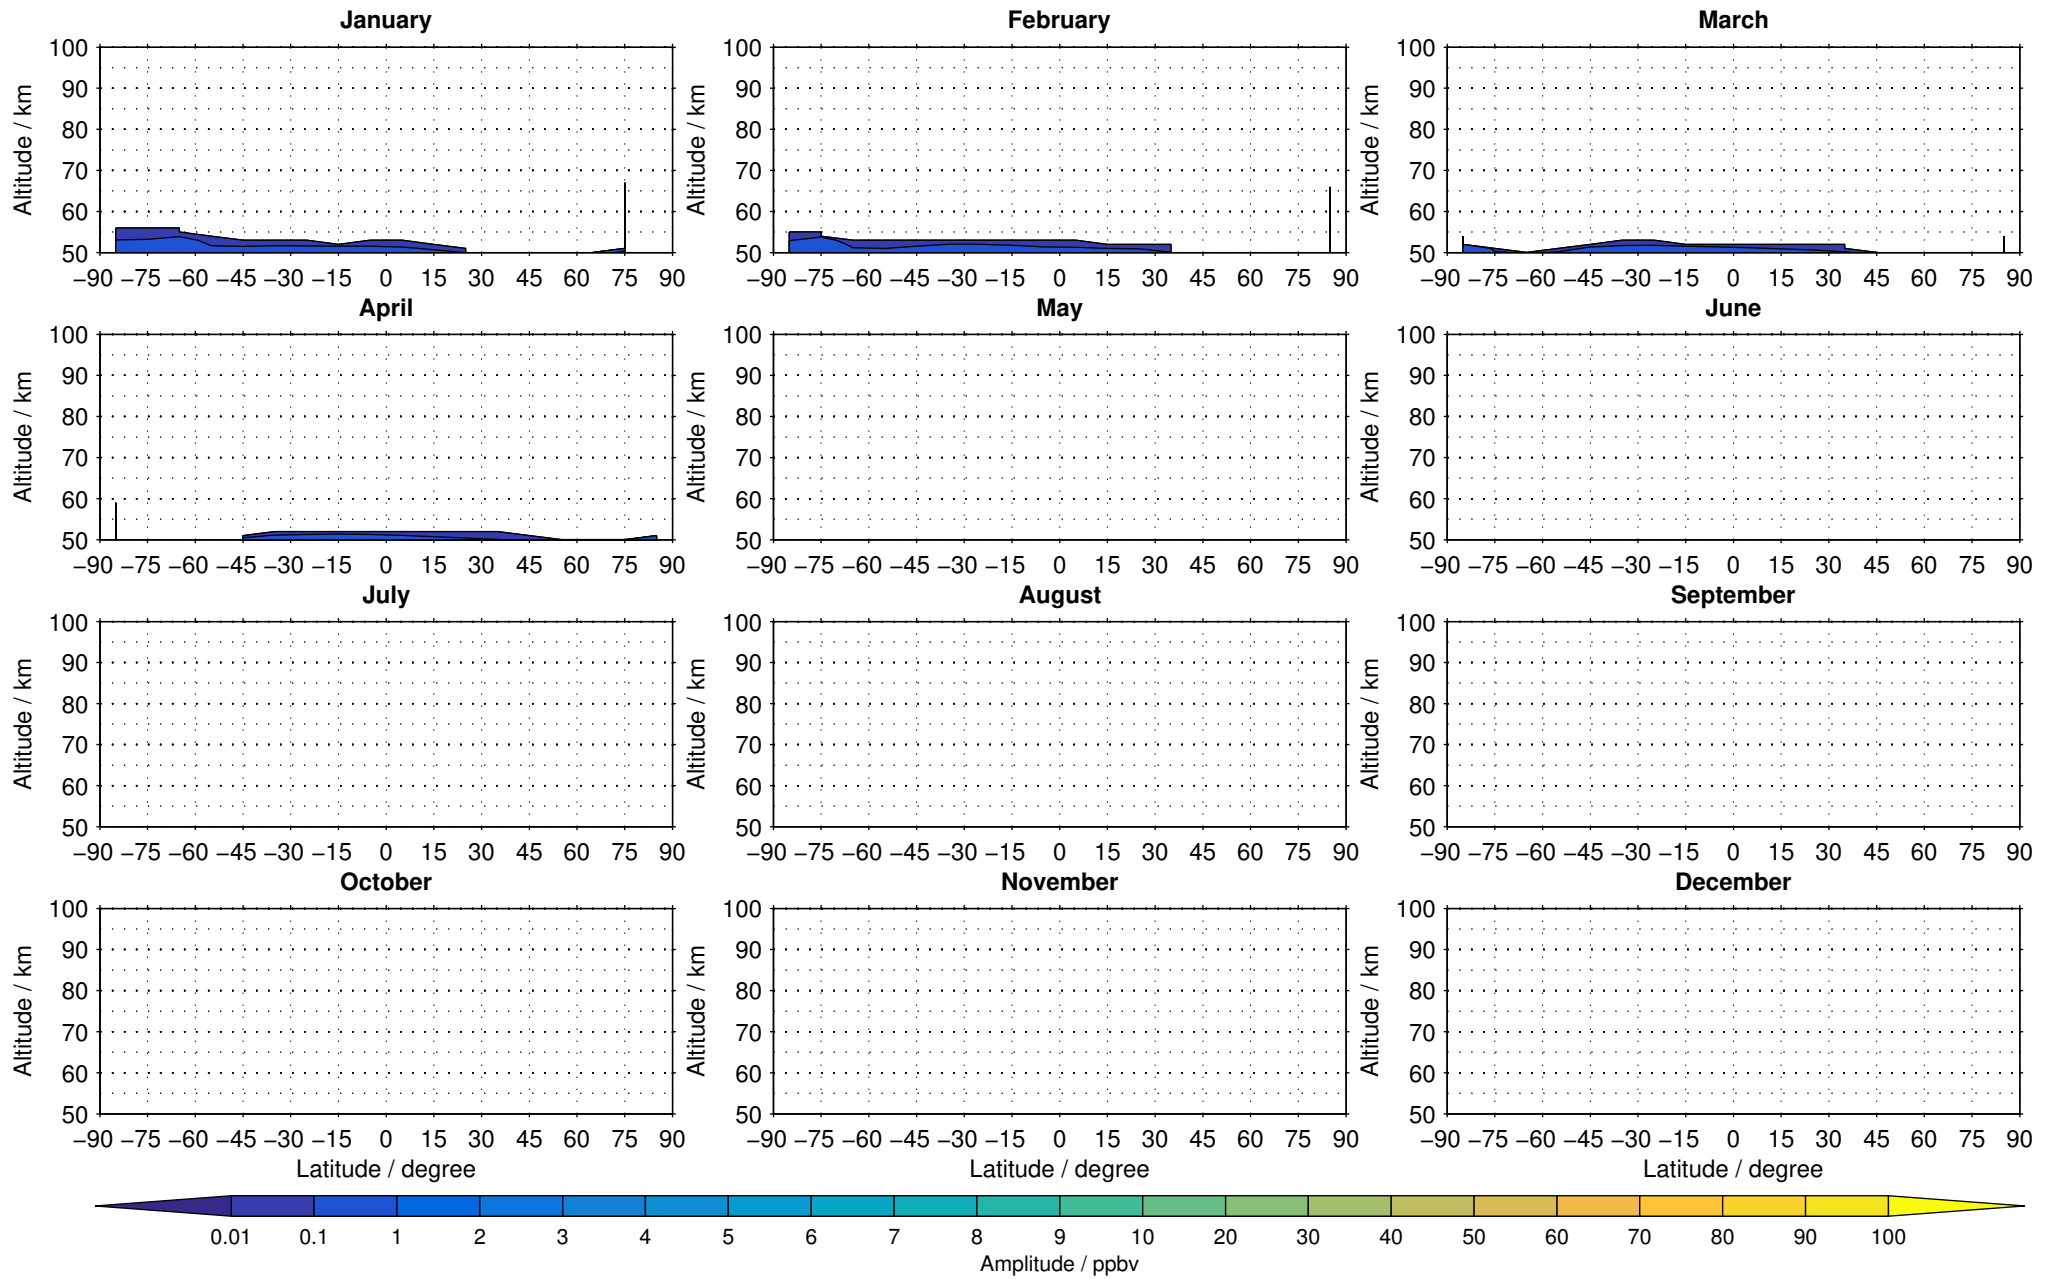 January February March
100 100 100
Altitude / km Altitude / km Altitude / km
90 90 90
80 80 80
70 70 70
60 60 60
50 50 50
−90 −75 −60 −45 −30 −15 0 15 30 45 60 75 90 −90 −75 −60 −45 −30 −15 0 15 30 45 60 75 90 −90 −75 −60 −45 −30 −15 0 15 30 45 60 75 90
April May June
100 100 100
Altitude / km Altitude / km Altitude / km
90 90 90
80 80 80
70 70 70
60 60 60
50 50 50
−90 −75 −60 −45 −30 −15 0 15 30 45 60 75 90 −90 −75 −60 −45 −30 −15 0 15 30 45 60 75 90 −90 −75 −60 −45 −30 −15 0 15 30 45 60 75 90
July August September
100 100 100
Altitude / km Altitude / km Altitude / km
90 90 90
80 80 80
70 70 70
60 60 60
50 50 50
−90 −75 −60 −45 −30 −15 0 15 30 45 60 75 90 −90 −75 −60 −45 −30 −15 0 15 30 45 60 75 90 −90 −75 −60 −45 −30 −15 0 15 30 45 60 75 90
October November December
100 100 100
Altitude / km Altitude / km Altitude / km
90 90 90
80 80 80
70 70 70
60 60 60
50 50 50
−90 −75 −60 −45 −30 −15 0 15 30 45 60 75 90 −90 −75 −60 −45 −30 −15 0 15 30 45 60 75 90 −90 −75 −60 −45 −30 −15 0 15 30 45 60 75 90
Latitude / degree Latitude / degree Latitude / degree
0.01 0.1 1 2 3 4 5 6 7 8 9 10 20 30 40 50 60 70 80 90 100
Amplitude / ppbv